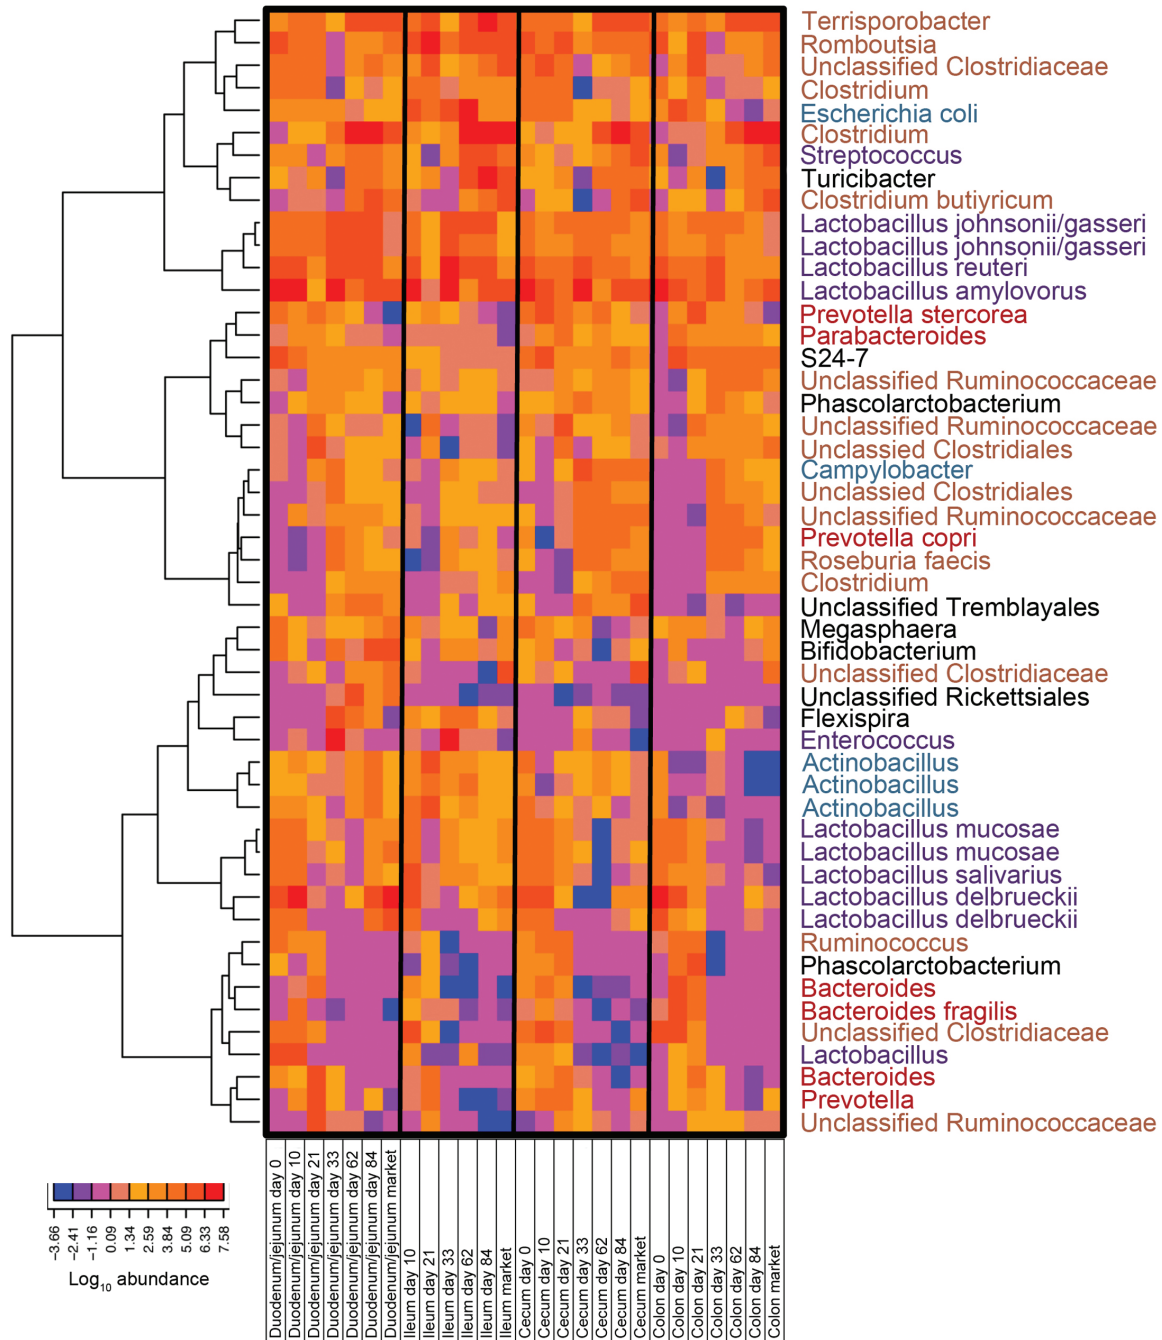 Terrisporobacter
Romboutsia
Unclassified Clostridiaceae
Clostridium
Escherichia coli
Clostridium
Streptococcus
Turicibacter
Clostridium butiyricum
Lactobacillus johnsonii/gasseri
Lactobacillus johnsonii/gasseri
Lactobacillus reuteri
Lactobacillus amylovorus
Prevotella stercorea
Parabacteroides
S24-7
Unclassified Ruminococcaceae
Phascolarctobacterium
Unclassified Ruminococcaceae
Unclassied Clostridiales
Campylobacter
Unclassied Clostridiales
Unclassified Ruminococcaceae
Prevotella copri
Roseburia faecis
Clostridium
Unclassified Tremblayales
Megasphaera
Bifidobacterium
Unclassified Clostridiaceae
Unclassified Rickettsiales
Flexispira
Enterococcus
Actinobacillus
Actinobacillus
Actinobacillus
Lactobacillus mucosae
Lactobacillus mucosae
Lactobacillus salivarius
Lactobacillus delbrueckii
Lactobacillus delbrueckii
Ruminococcus
Phascolarctobacterium
Bacteroides
Bacteroides fragilis
Unclassified Clostridiaceae
Lactobacillus
Bacteroides
Prevotella
Unclassified Ruminococcaceae
Duodenum/jejunum day 0
Duodenum/jejunum day 10
Duodenum/jejunum day 21
Duodenum/jejunum day 33
Duodenum/jejunum day 62
Duodenum/jejunum day 84
Duodenum/jejunum market
Ileum day 10
Ileum day 21
Ileum day 33
Ileum day 62
Ileum day 84
Ileum market
Cecum day 0
Cecum day 10
Cecum day 21
Cecum day 33
Cecum day 62
Cecum day 84
Cecum market
Colon day 0
Colon day 10
Colon day 21
Colon day 33
Colon day 62
Colon day 84
Colon market
−3.66
−2.41
−1.16
0.09
1.34
2.59
3.84
5.09
6.33
7.58
Log10 abundance